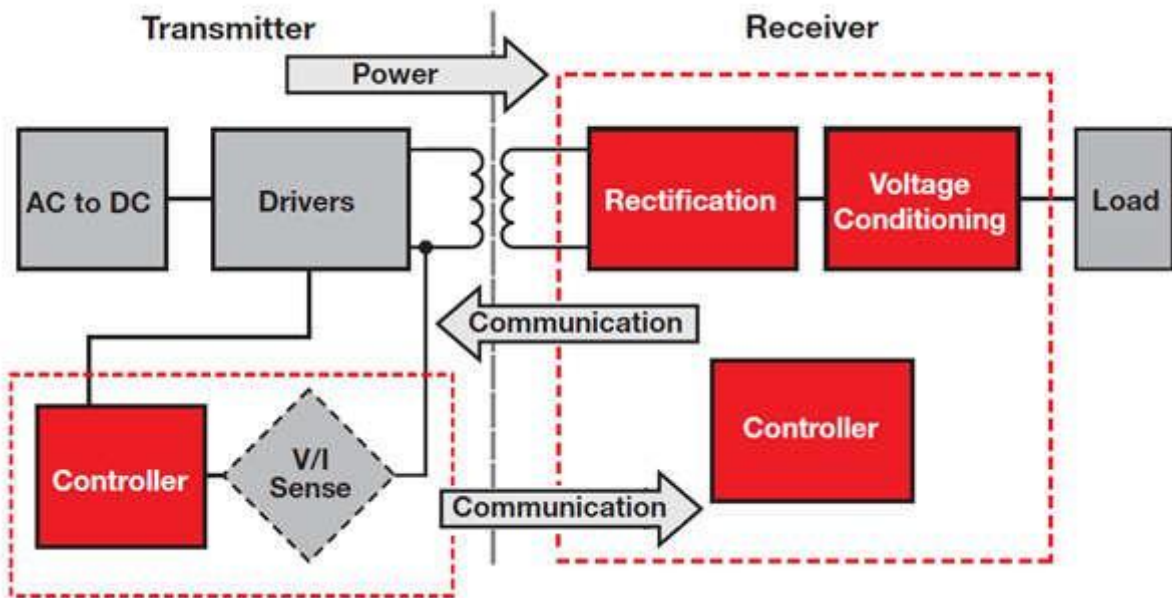 Transmitter
Receiver
Power
AC to DC
Drivers
Rectification
Voltage
Conditioning
Load
Communication
Controller
V/I
Sense
Controller
Communication